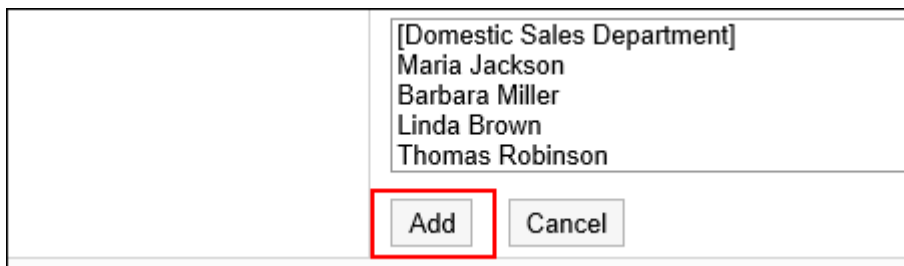 [Domestic Sales Department]
Maria Jackson
Barbara Miller
Linda Brown
Thomas Robinson
Add Cancel